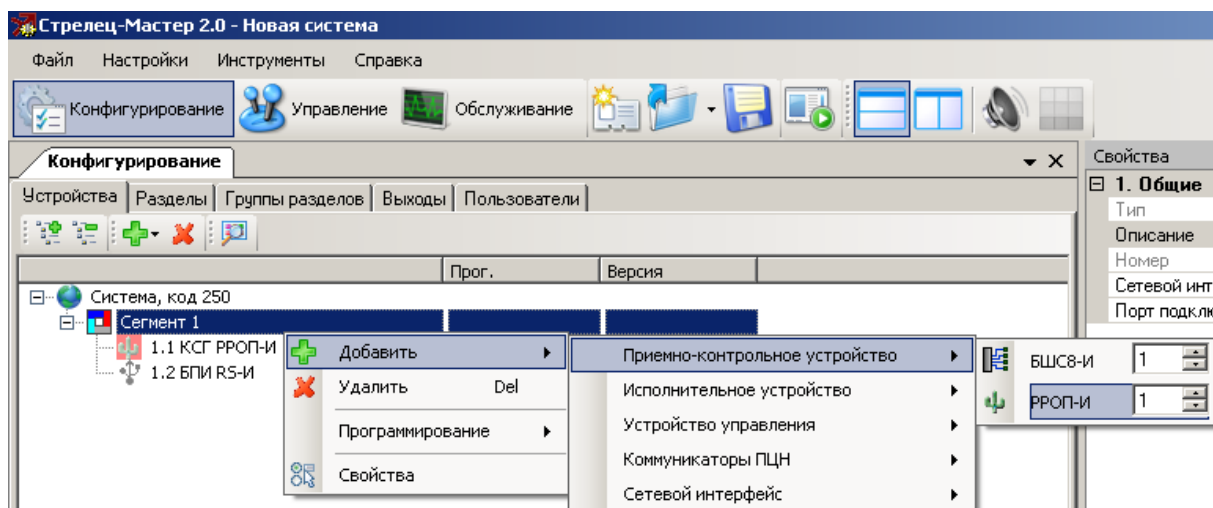 Стрелец-Мастер 2.0 - Новая система
Файл Настройки Инструменты Справка
Конфигурирование Управление Обслуживание
Конфигурирование
Свойства
Устройства Разделы Группы разделов Выходы Пользователи
1. Общие
Тип
Описание
Номер
Сетевой инт
Порт подклю
Прог. Версия
Система, код 250
Сегмент 1
1.1 КСГ РРОП-И
1.2 БПИ RS-И
Добавить
Удалить Del
Программирование
Свойства
Приемно-контрольное устройство
Исполнительное устройство
Устройство управления
Коммуникаторы ПЦН
Сетевой интерфейс
БШС8-И 1
РРОП-И 1